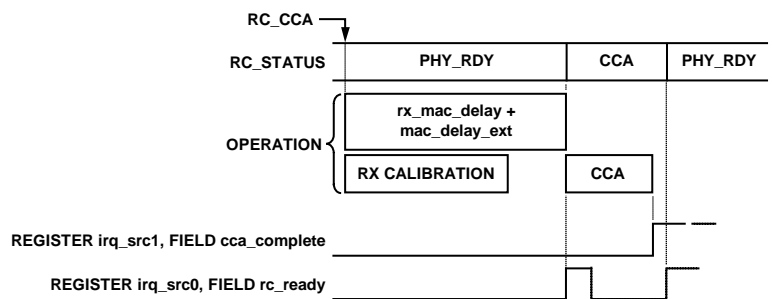 RC_CCA
RC_STATUS PHY_RDY CCA PHY_RDY
rx_mac_delay +
mac_delay_ext
OPERATION
RX CALIBRATION CCA
REGISTER irq_src1, FIELD cca_complete
REGISTER irq_src0, FIELD rc_ready